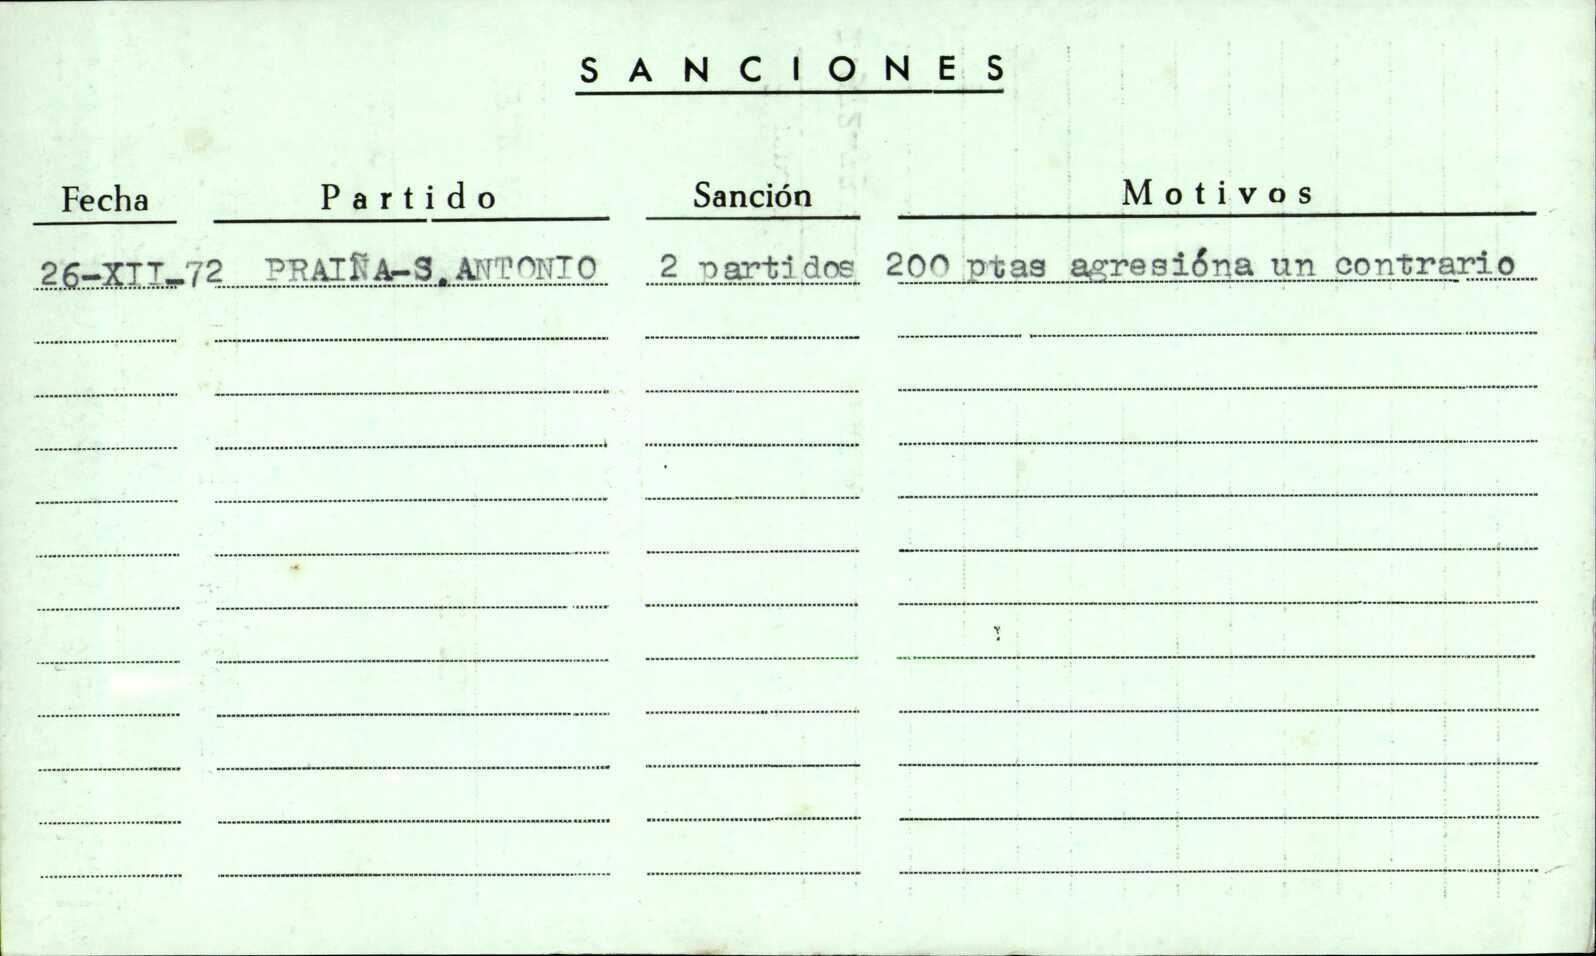 SANCIONES
Fecha Partido Sanción Motivos
26-XII-72 PRAIÑA-S.ANTONIO 2 partidos 200 ptas agresióna un contrario